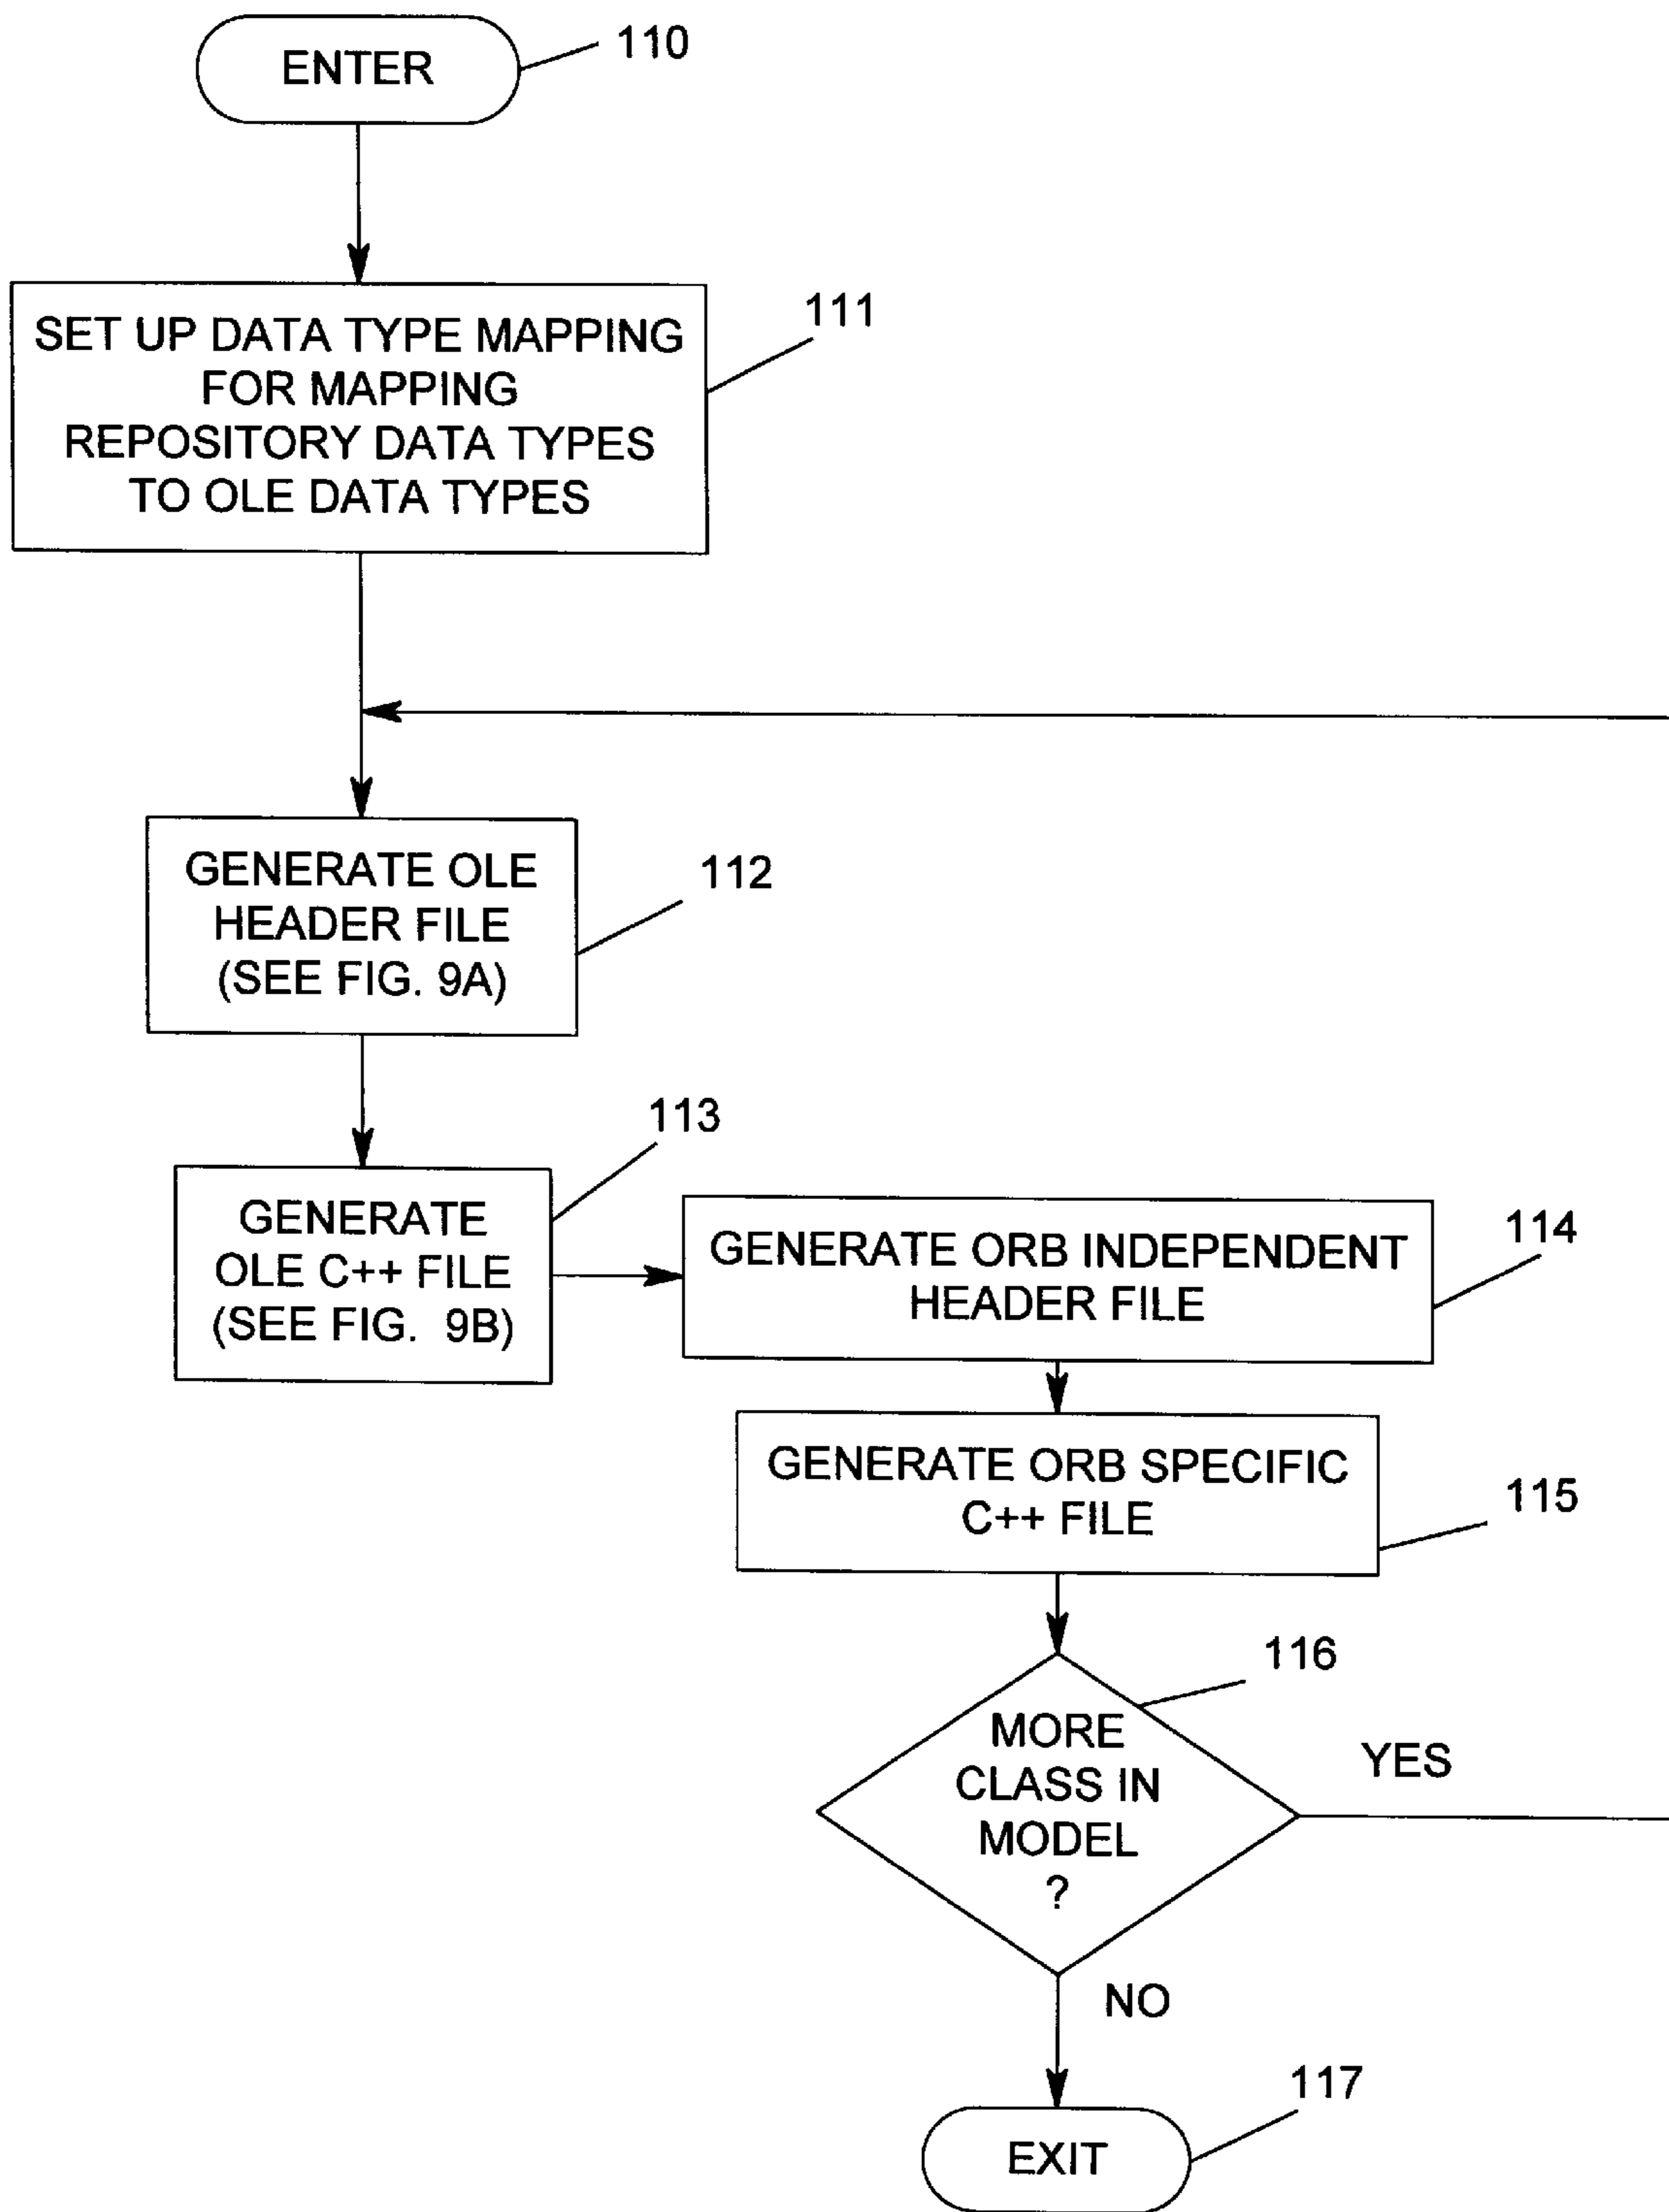 ENTER
110
SET UP DATA TYPE MAPPING
FOR MAPPING
REPOSITORY DATA TYPES
TO OLE DATA TYPES
111
GENERATE OLE
HEADER FILE
(SEE FIG. 9A)
112
GENERATE
OLE C++ FILE
(SEE FIG. 9B)
113
GENERATE ORB INDEPENDENT
HEADER FILE
114
GENERATE ORB SPECIFIC
C++ FILE
115
MORE
CLASS IN
MODEL
?
116
YES
NO
EXIT
117